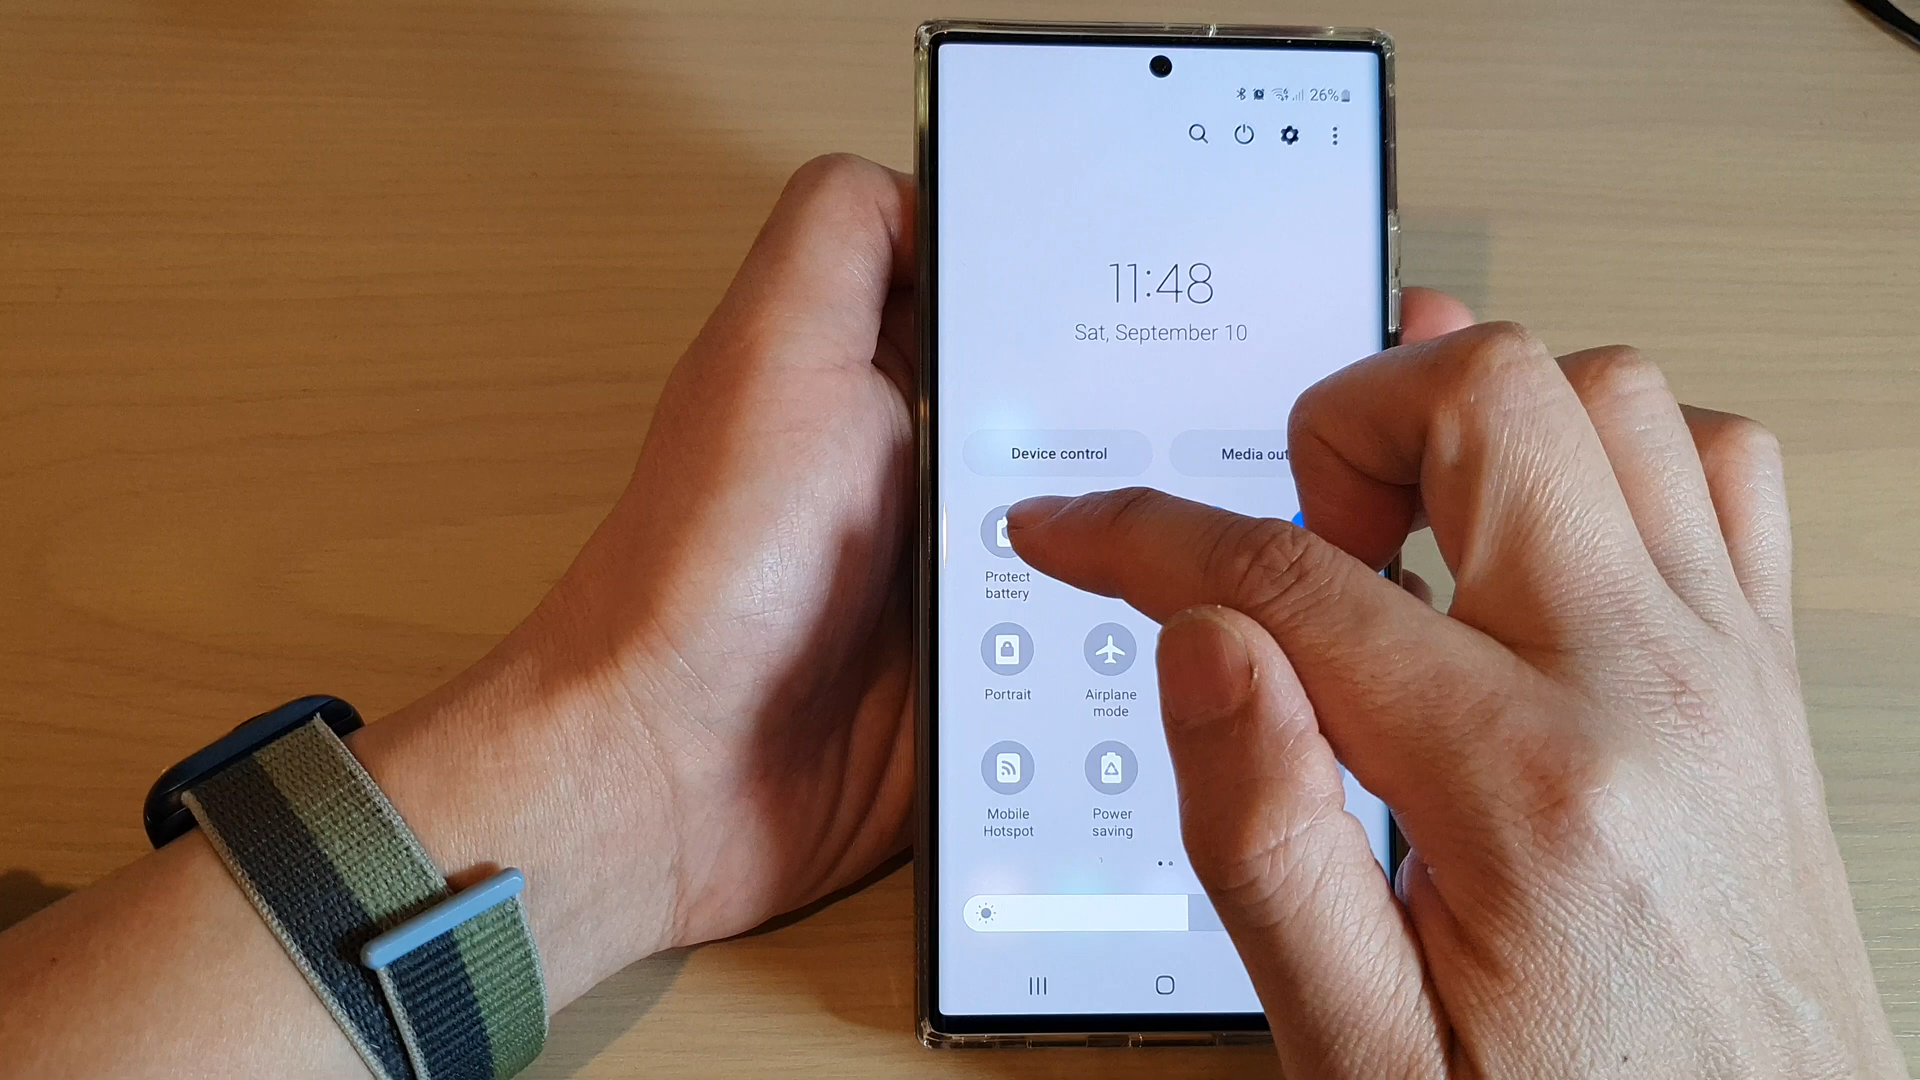 26%
11:48
Sat, September 10
Device control
Media out
Protect
battery
Portrait
Airplane
mode
Mobile
Hotspot
Power
saving